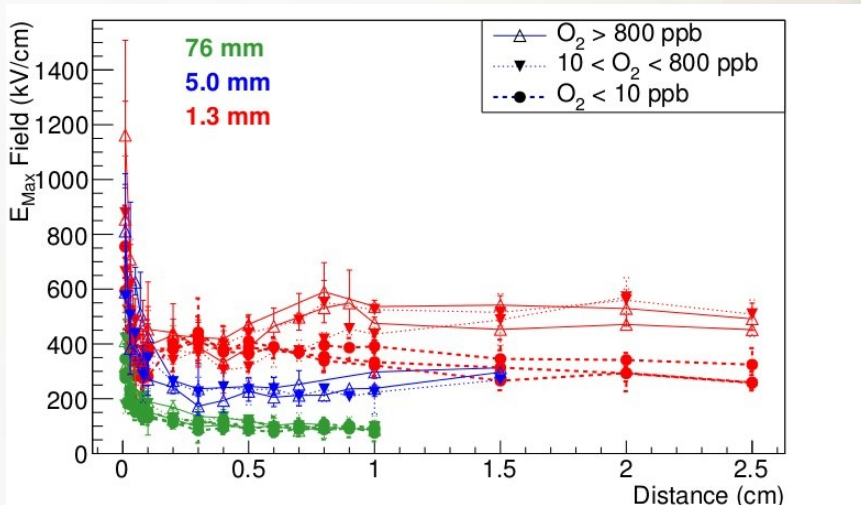 E_Max Field (kV/cm)
1400
1200
1000
800
600
400
200
0
76 mm
5.0 mm
1.3 mm
O₂ > 800 ppb
10 < O₂ < 800 ppb
O₂ < 10 ppb
0 0.5 1 1.5 2 2.5
Distance (cm)